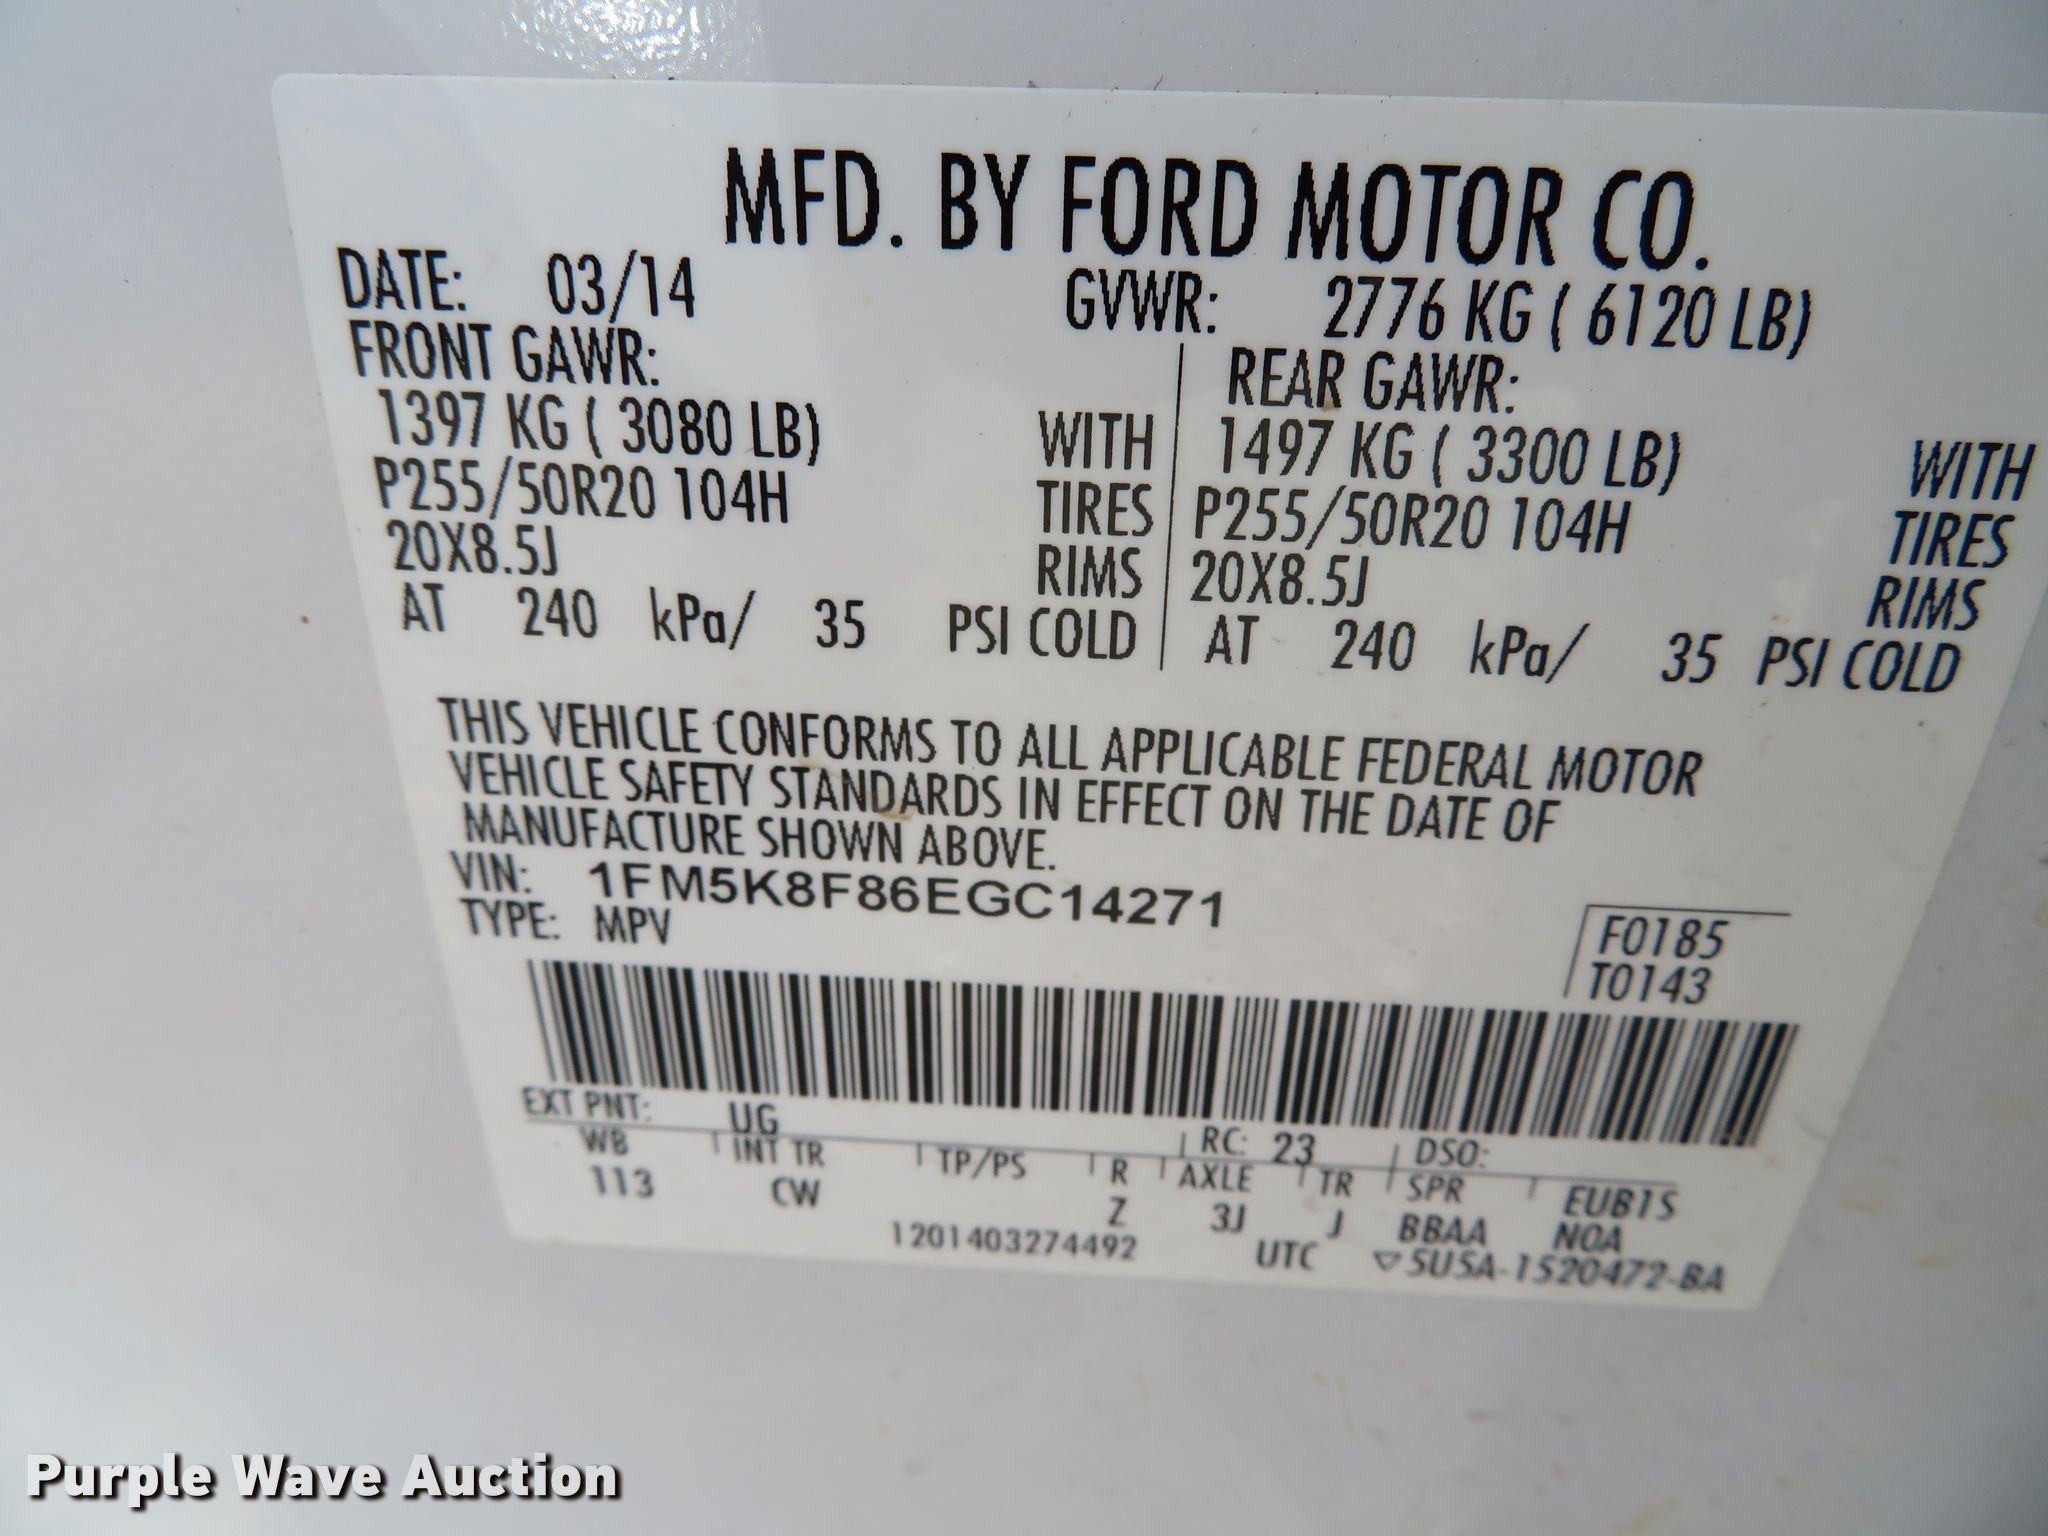 MFD. BY FORD MOTOR CO.
DATE: 03/14 GVWR: 2776 KG ( 6120 LB)
FRONT GAWR: REAR GAWR:
1397 KG ( 3080 LB) WITH 1497 KG ( 3300 LB) WITH
P255/50R20 104H TIRES P255/50R20 104H TIRES
20X8.5J RIMS 20X8.5J RIMS
AT 240 kPa/ 35 PSI COLD AT 240 kPa/ 35 PSI COLD
THIS VEHICLE CONFORMS TO ALL APPLICABLE FEDERAL MOTOR
VEHICLE SAFETY STANDARDS IN EFFECT ON THE DATE OF
MANUFACTURE SHOWN ABOVE.
VIN: 1FM5K8F86EGC14271
TYPE: MPV
F0185
T0143
EXT PNT: UG RC: 23 DSO:
WB INT TR TP/PS R AXLE TR SPR EUB1S
113 CW Z 3J J BBAA NOA
1201403274492 UTC ▽5U5A-1520472-BA
Purple Wave Auction